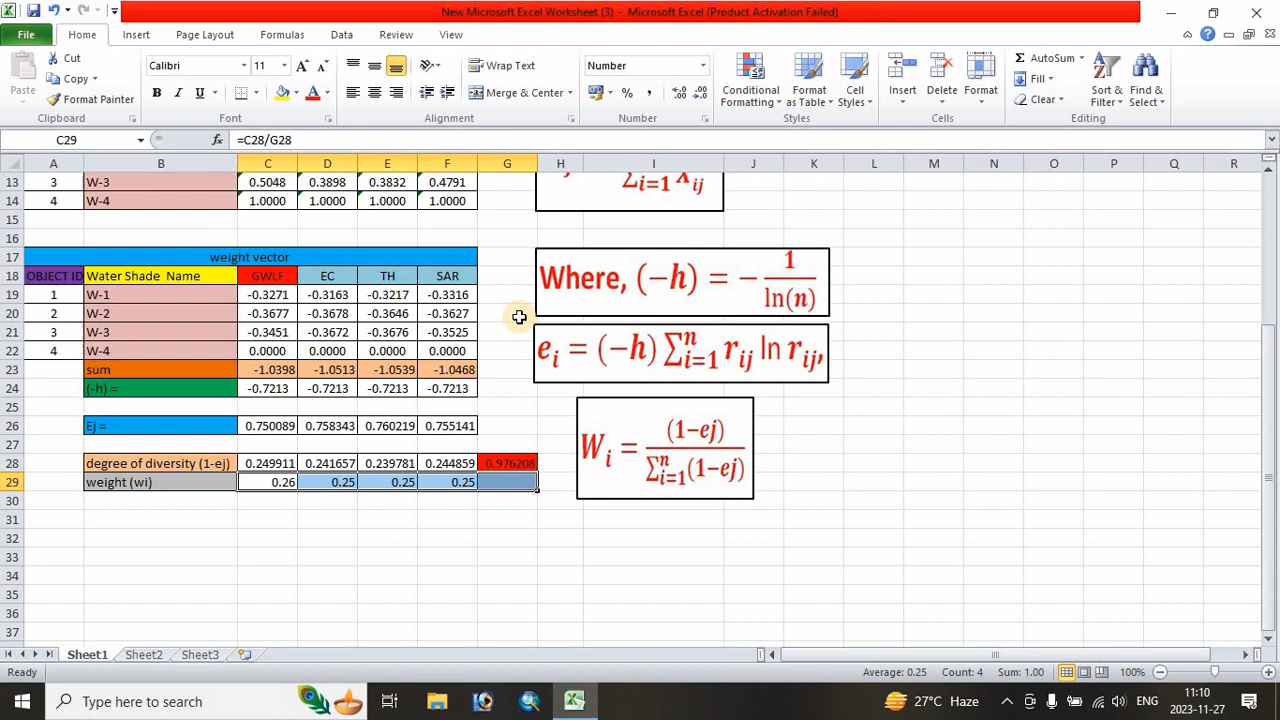 New Microsoft Excel Worksheet (3) - Microsoft Excel (Product Activation Failed)
File Home Insert Page Layout Formulas Data Review View
Paste Cut Copy Format Painter Clipboard
Calibri 11 B I U A Font
Wrap Text Merge & Center Alignment
Number % , Number
Conditional Formatting Format as Table Cell Styles Styles
Insert Delete Format Cells
Σ AutoSum Fill Clear Sort & Filter Find & Select Editing
C29 fx =C28/G28
A B C D E F G H I J K L M N O P Q R
13 3 W-3 0.5048 0.3898 0.3832 0.4791
14 4 W-4 1.0000 1.0000 1.0000 1.0000
15
16
17 weight vector
18 OBJECT ID Water Shade Name GWLF EC TH SAR
19 1 W-1 -0.3271 -0.3163 -0.3217 -0.3316
20 2 W-2 -0.3677 -0.3678 -0.3646 -0.3627
21 3 W-3 -0.3451 -0.3672 -0.3676 -0.3525
22 4 W-4 0.0000 0.0000 0.0000 0.0000
23 sum -1.0398 -1.0513 -1.0539 -1.0468
24 (-h) = -0.7213 -0.7213 -0.7213 -0.7213
25
26 Ej = 0.750089 0.758343 0.760219 0.755141
27
28 degree of diversity (1-ej) 0.249911 0.241657 0.239781 0.244859 0.976208
29 weight (wi) 0.26 0.25 0.25 0.25
30
31
32
33
34
35
36
37
Σi=1 Xij
Where, (−h) = − 1/ln(n)
ei = (−h) Σⁿi=1 rij ln rij,
Wi = (1−ej) / Σⁿi=1(1−ej)
Sheet1 Sheet2 Sheet3
Ready Average: 0.25 Count: 4 Sum: 1.00 100%
Type here to search 27°C Haze ENG 11:10
2023-11-27